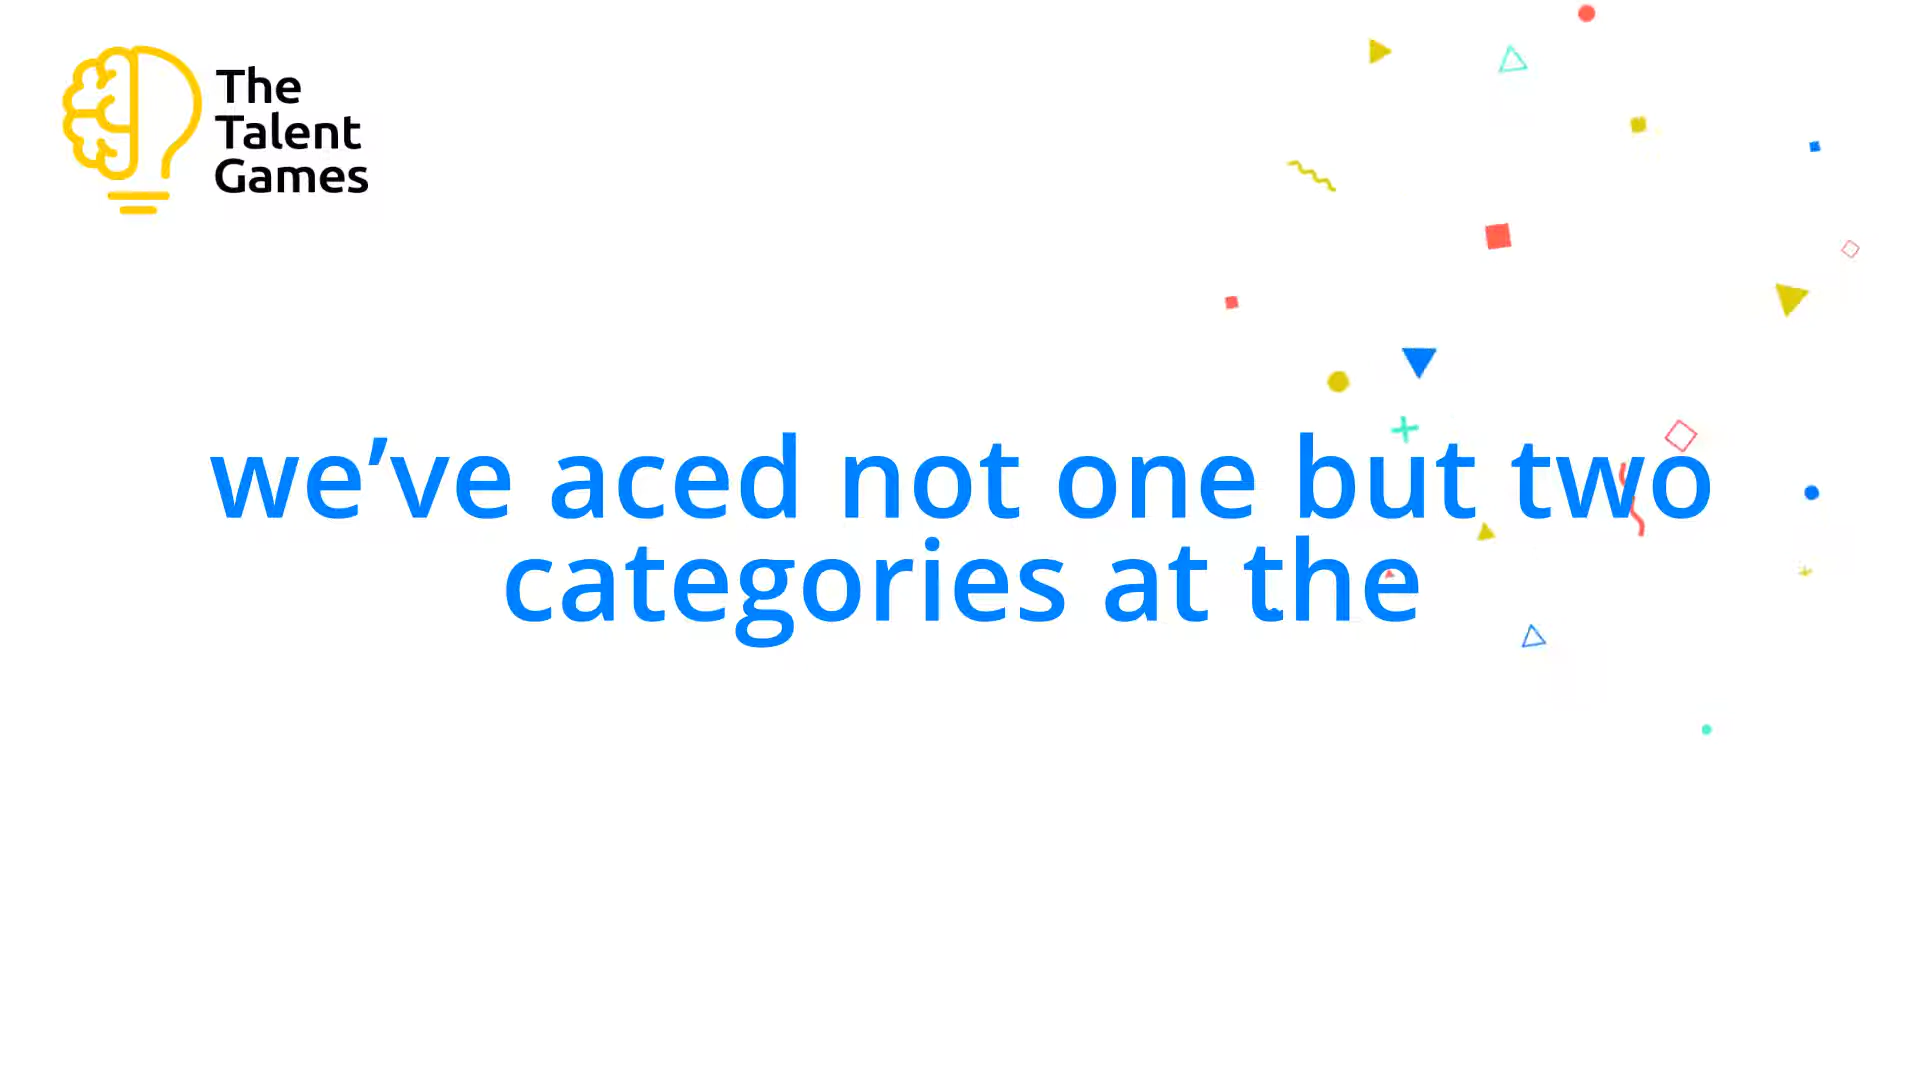 The
Talent
Games
we’ve aced not one but two
categories at the